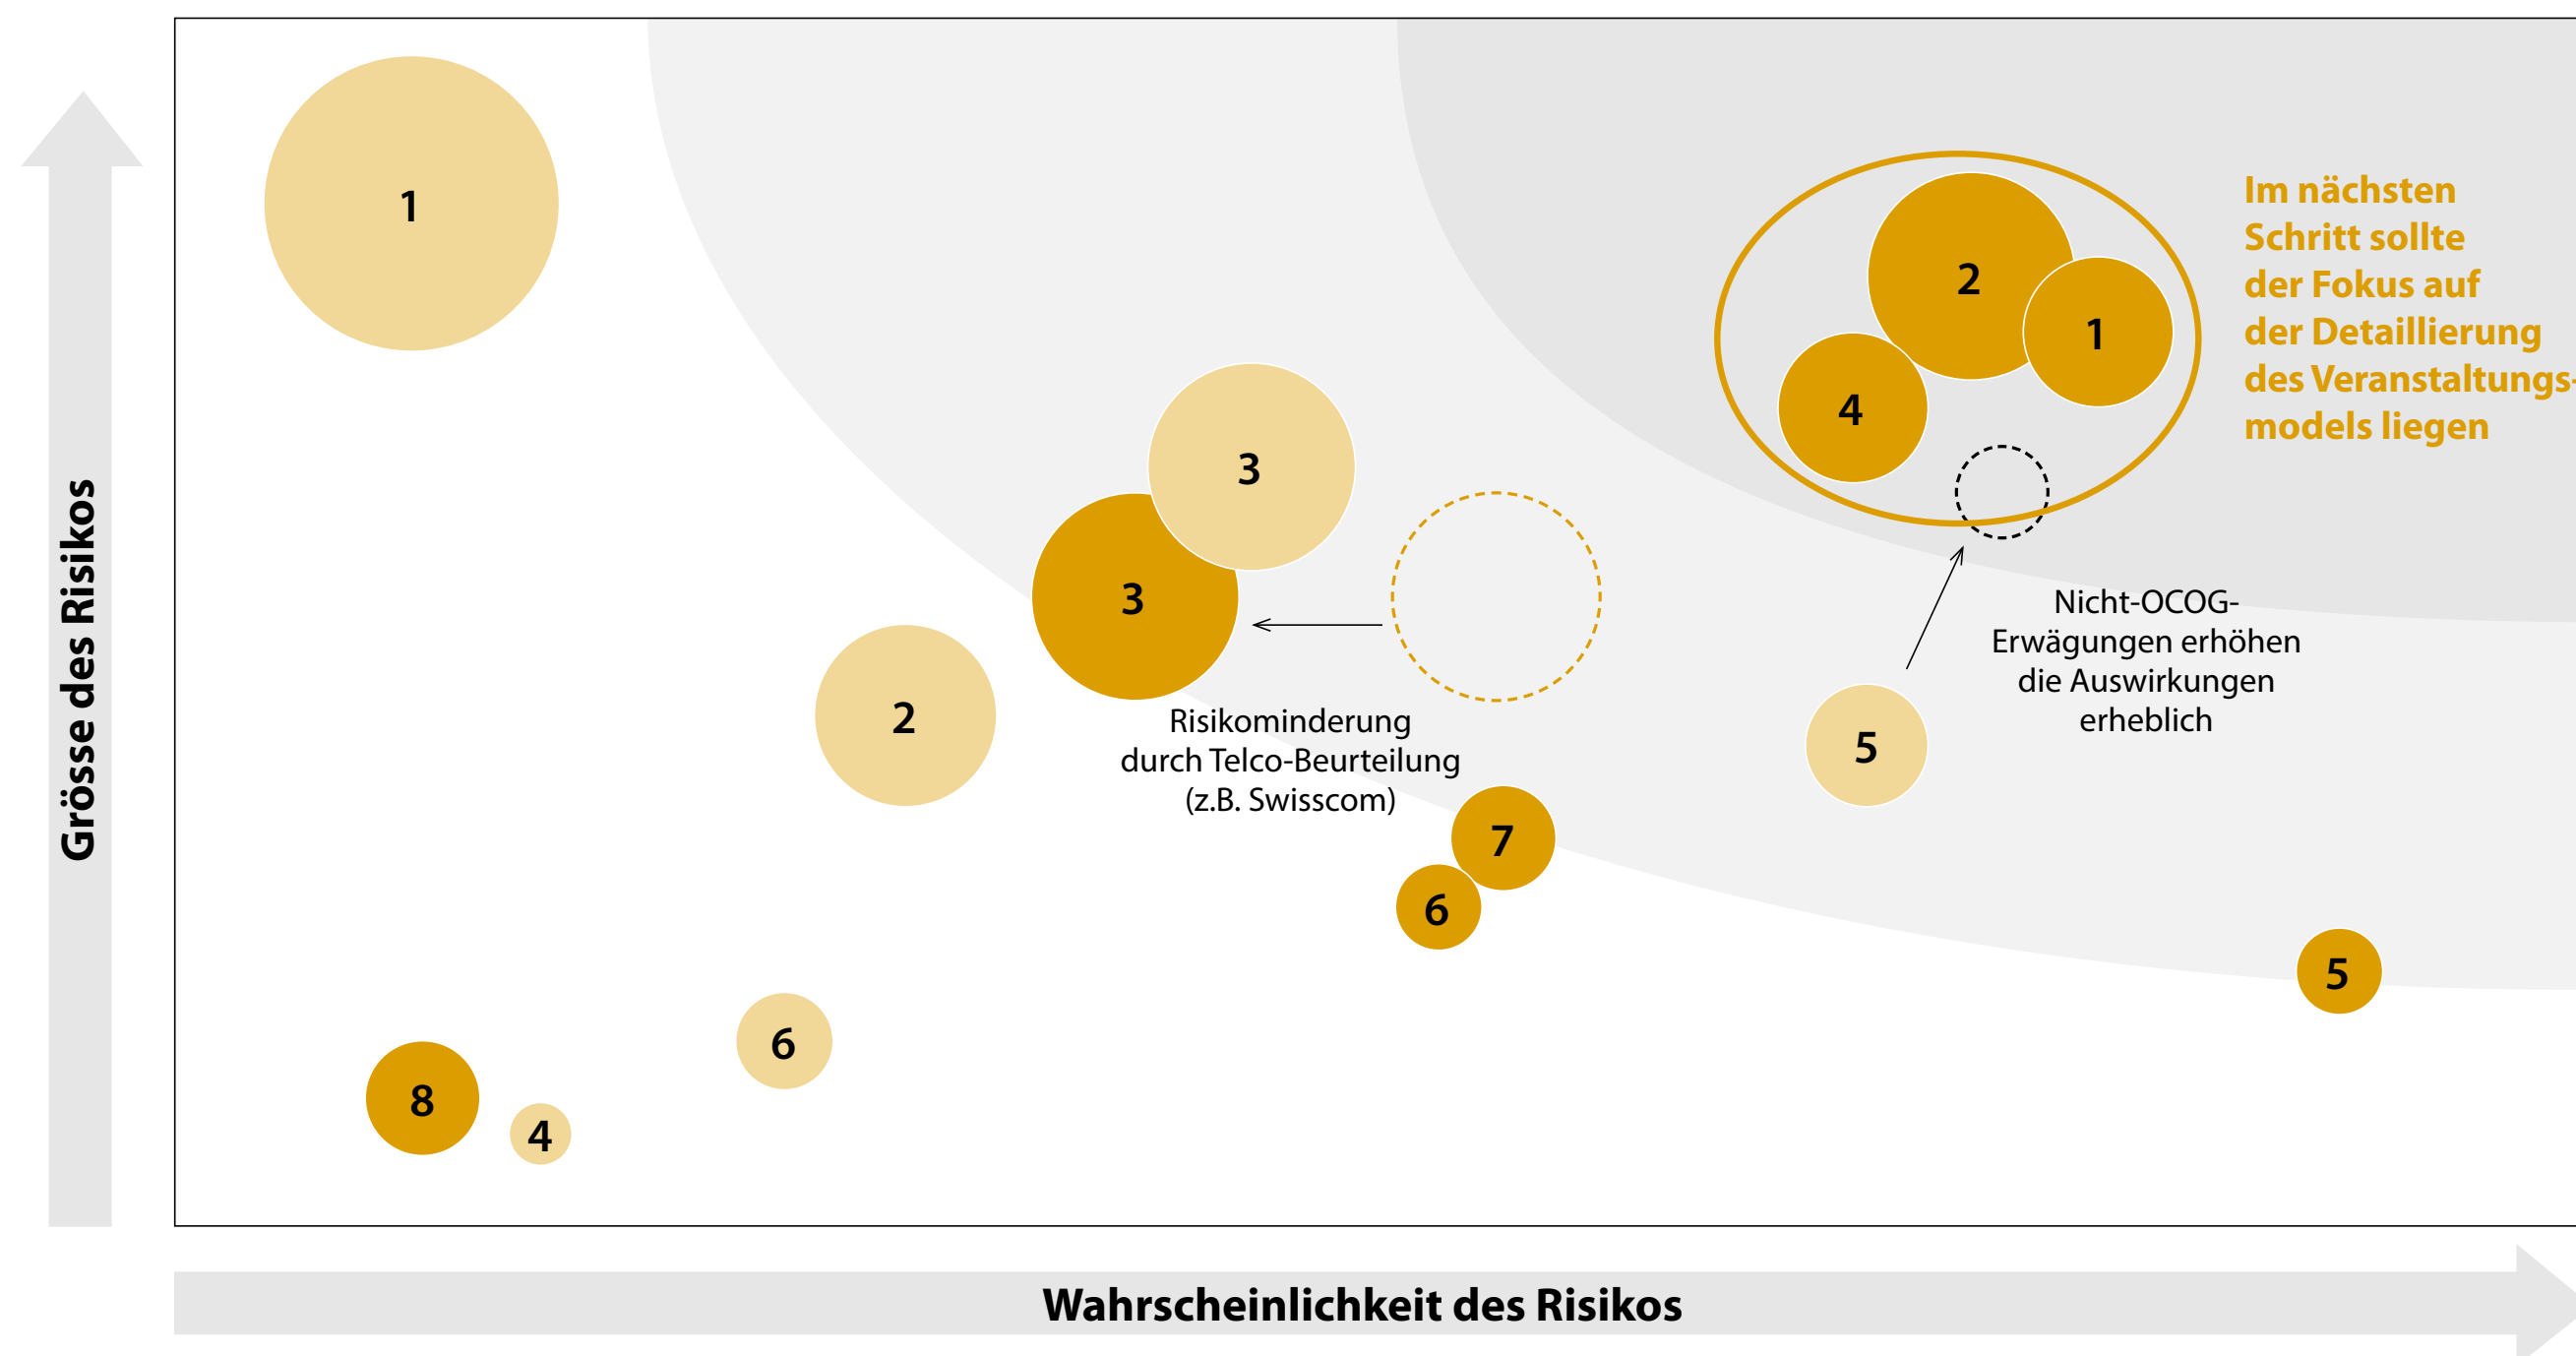 Grösse des Risikos
1
2
1
4
Im nächsten
Schritt sollte
der Fokus auf
der Detaillierung
des Veranstaltungs-
models liegen
3
3
2
Risikominderung
durch Telco-Beurteilung
(z.B. Swisscom)
Nicht-OCOG-
Erwägungen erhöhen
die Auswirkungen
erheblich
5
7
6
5
6
8
4
Wahrscheinlichkeit des Risikos